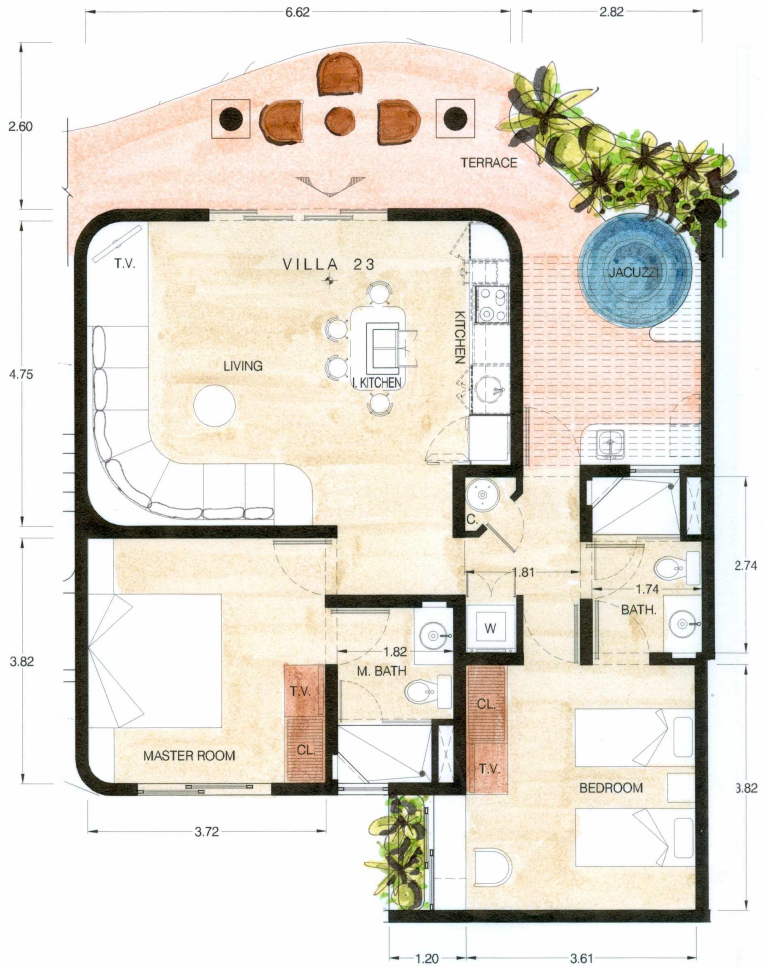 6.62
2.82
2.60
TERRACE
T.V.
VILLA 23
JACUZZI
KITCHEN
4.75
LIVING
I. KITCHEN
C.
1.81
2.74
1.74
BATH.
W
1.82
M. BATH
3.82
T.V.
CL.
CL.
T.V.
MASTER ROOM
BEDROOM
3.82
3.72
1.20
3.61